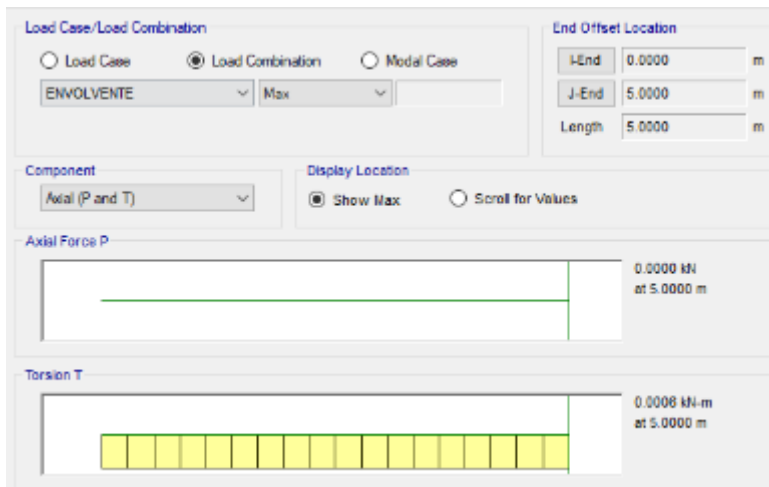 Load Case/Load Combination
Load Case
Load Combination
Modal Case
ENVOLVENTE
Max
End Offset Location
I-End
0.0000
m
J-End
5.0000
m
Length
5.0000
m
Component
Axial (P and T)
Display Location
Show Max
Scroll for Values
Axial Force P
0.0000 kN
at 5.0000 m
Torsion T
0.0006 kN-m
at 5.0000 m